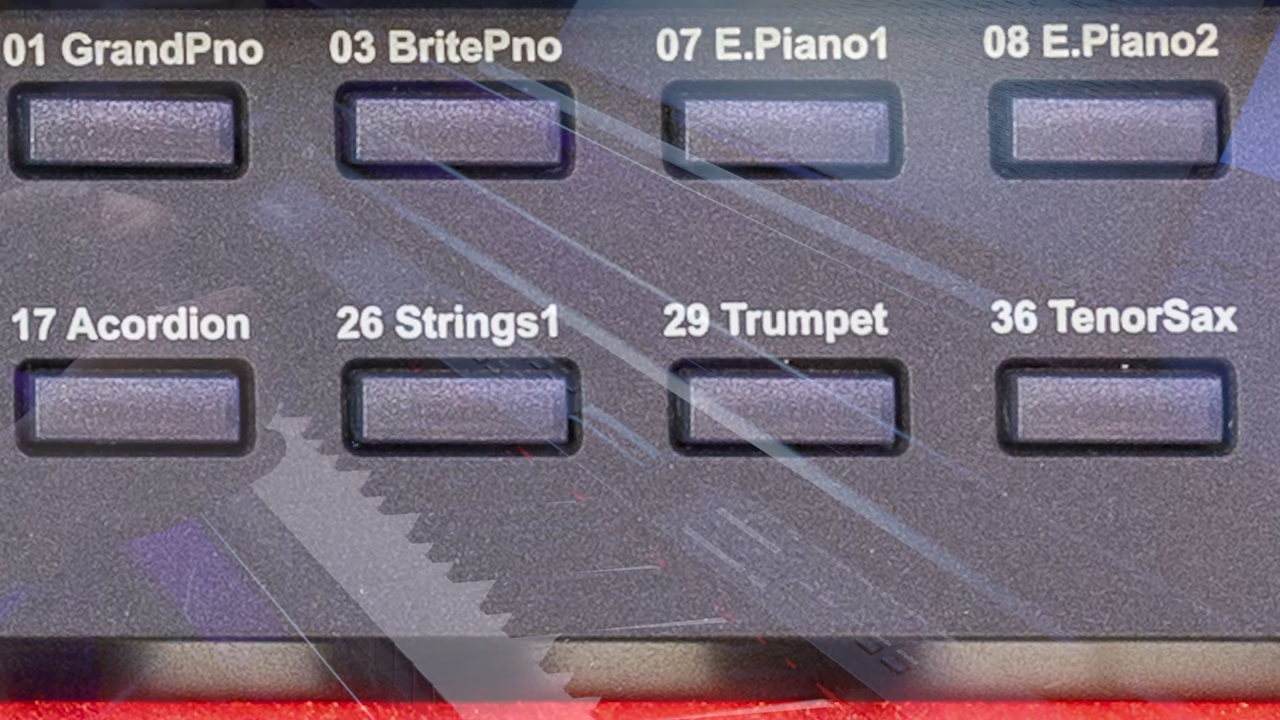 01 GrandPno 03 BritePno 07 E.Piano1 08 E.Piano2
17 Acordion 26 Strings1 29 Trumpet 36 TenorSax